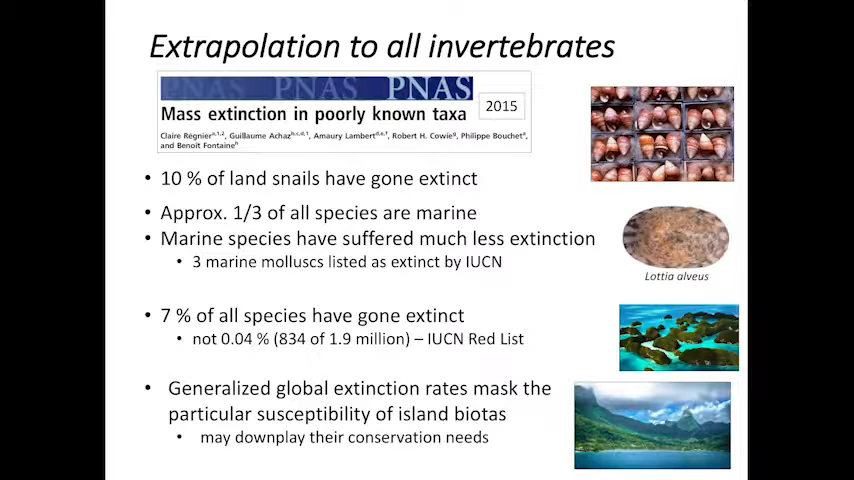 Extrapolation to all invertebrates
PNAS PNAS PNAS
Mass extinction in poorly known taxa
2015
Claire Régnier, Guillaume Achaz, Amaury Lambert, Robert H. Cowie, Philippe Bouchet,
and Benoît Fontaine
• 10 % of land snails have gone extinct
• Approx. 1/3 of all species are marine
• Marine species have suffered much less extinction
• 3 marine molluscs listed as extinct by IUCN
Lottia alveus
• 7 % of all species have gone extinct
• not 0.04 % (834 of 1.9 million) – IUCN Red List
• Generalized global extinction rates mask the
particular susceptibility of island biotas
• may downplay their conservation needs